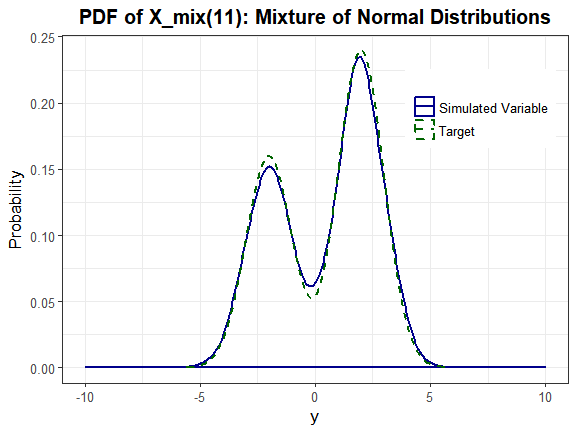 PDF of X_mix(11): Mixture of Normal Distributions
0.25
0.20
0.15
0.10
0.05
0.00
Probability
Simulated Variable
Target
-10
-5
0
5
10
y